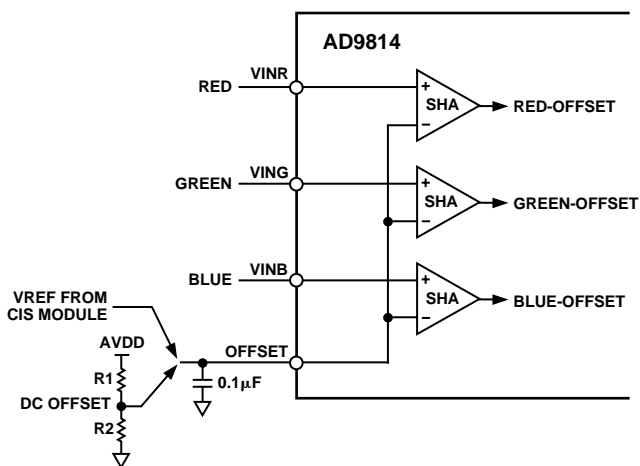 AD9814
VINR
RED
+
SHA
−
RED-OFFSET
VING
GREEN
+
SHA
−
GREEN-OFFSET
VINB
BLUE
+
SHA
−
BLUE-OFFSET
VREF FROM
CIS MODULE
AVDD
OFFSET
R1
0.1μF
DC OFFSET
R2